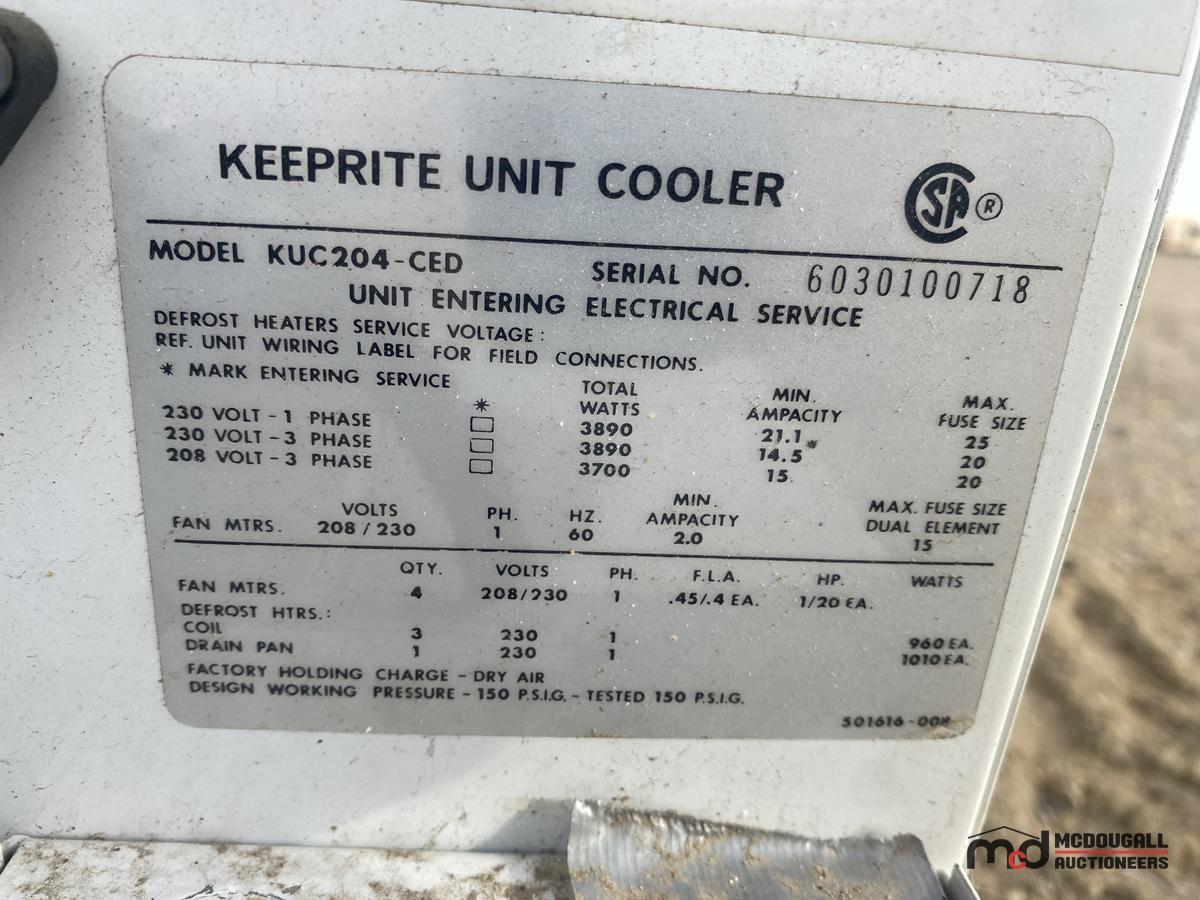 KEEPRITE UNIT COOLER
CSA ®
MODEL KUC204-CED SERIAL NO. 6030100718
UNIT ENTERING ELECTRICAL SERVICE
DEFROST HEATERS SERVICE VOLTAGE:
REF. UNIT WIRING LABEL FOR FIELD CONNECTIONS.
* MARK ENTERING SERVICE * TOTAL WATTS MIN. AMPACITY MAX. FUSE SIZE
230 VOLT - 1 PHASE 3890 21.1 25
230 VOLT - 3 PHASE 3890 14.5 20
208 VOLT - 3 PHASE 3700 15 20
VOLTS PH. HZ. MIN. AMPACITY MAX. FUSE SIZE DUAL ELEMENT
FAN MTRS. 208/230 1 60 2.0 15
QTY. VOLTS PH. F.L.A. HP. WATTS
FAN MTRS. 4 208/230 1 .45/.4 EA. 1/20 EA.
DEFROST HTRS.:
COIL 3 230 1 960 EA.
DRAIN PAN 1 230 1 1010 EA.
FACTORY HOLDING CHARGE - DRY AIR
DESIGN WORKING PRESSURE - 150 P.S.I.G. - TESTED 150 P.S.I.G.
501616-008
mcd MCDOUGALL
AUCTIONEERS